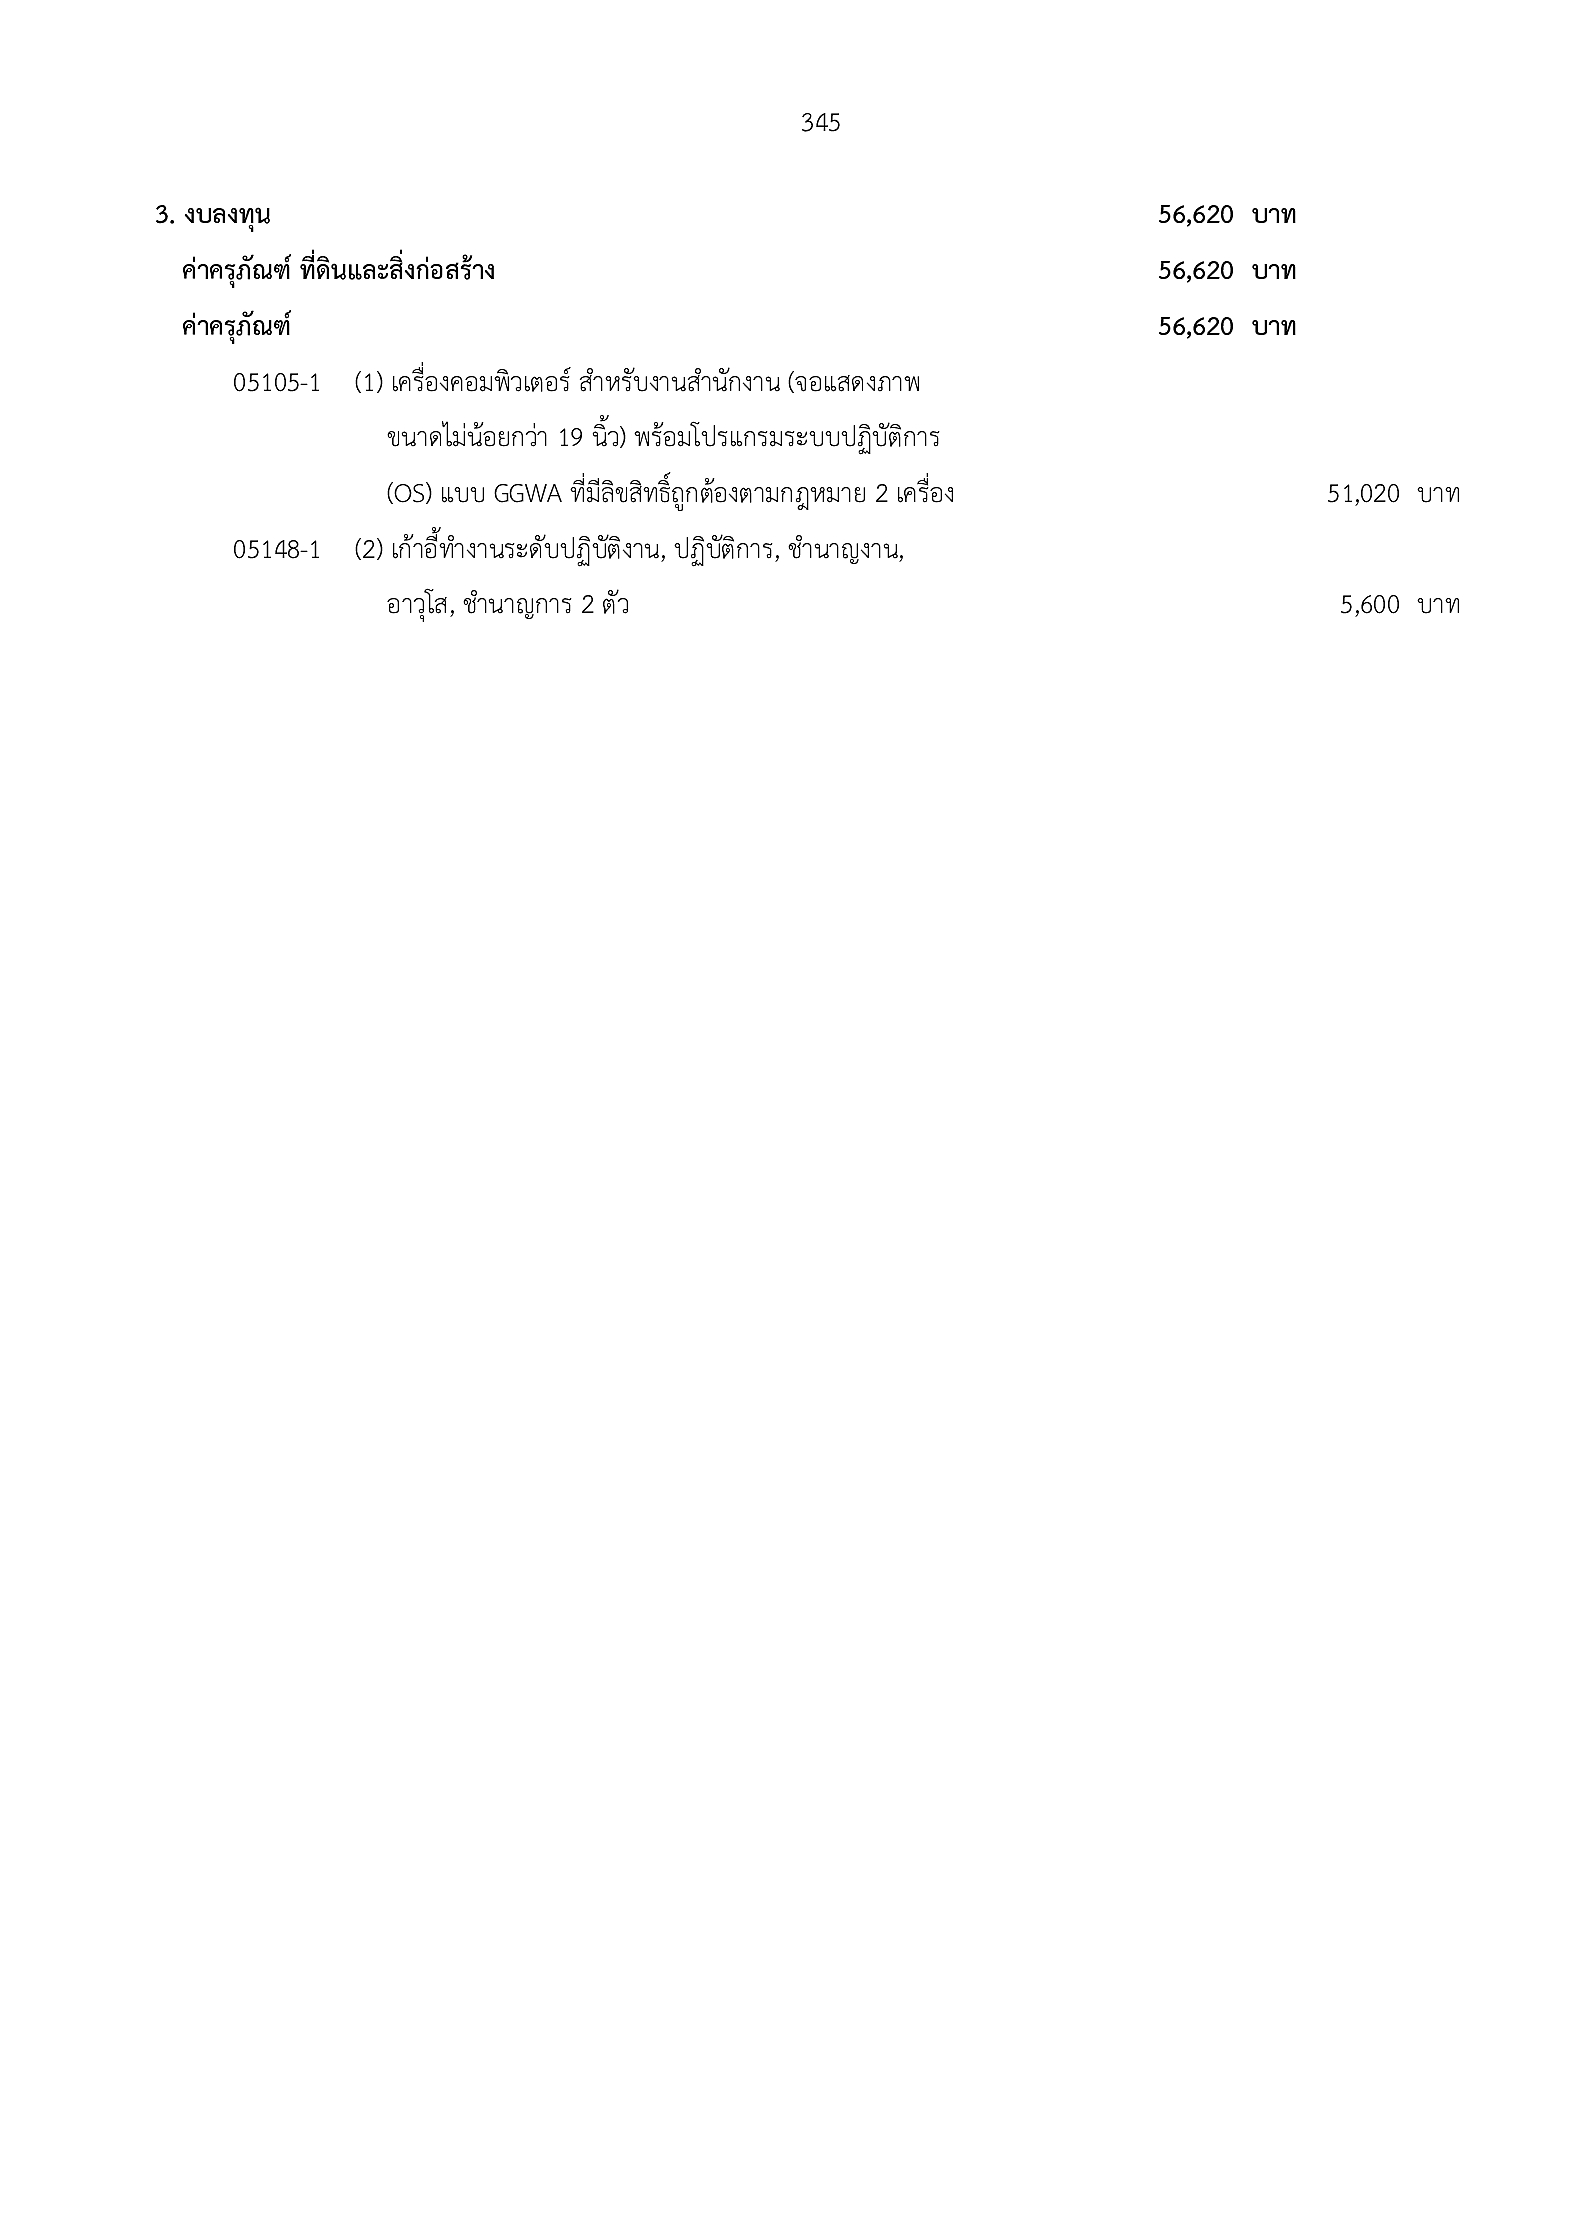 345
3. งบลงทุน 56,620 บาท
ค่าครุภัณฑ์ ที่ดินและสิ่งก่อสร้าง 56,620 บาท
ค่าครุภัณฑ์ 56,620 บาท
05105-1 (1) เครื่องคอมพิวเตอร์ สำหรับงานสำนักงาน (จอแสดงภาพ
ขนาดไม่น้อยกว่า 19 นิ้ว) พร้อมโปรแกรมระบบปฏิบัติการ
(OS) แบบ GGWA ที่มีลิขสิทธิ์ถูกต้องตามกฎหมาย 2 เครื่อง 51,020 บาท
05148-1 (2) เก้าอี้ทำงานระดับปฏิบัติงาน, ปฏิบัติการ, ชำนาญงาน,
อาวุโส, ชำนาญการ 2 ตัว 5,600 บาท